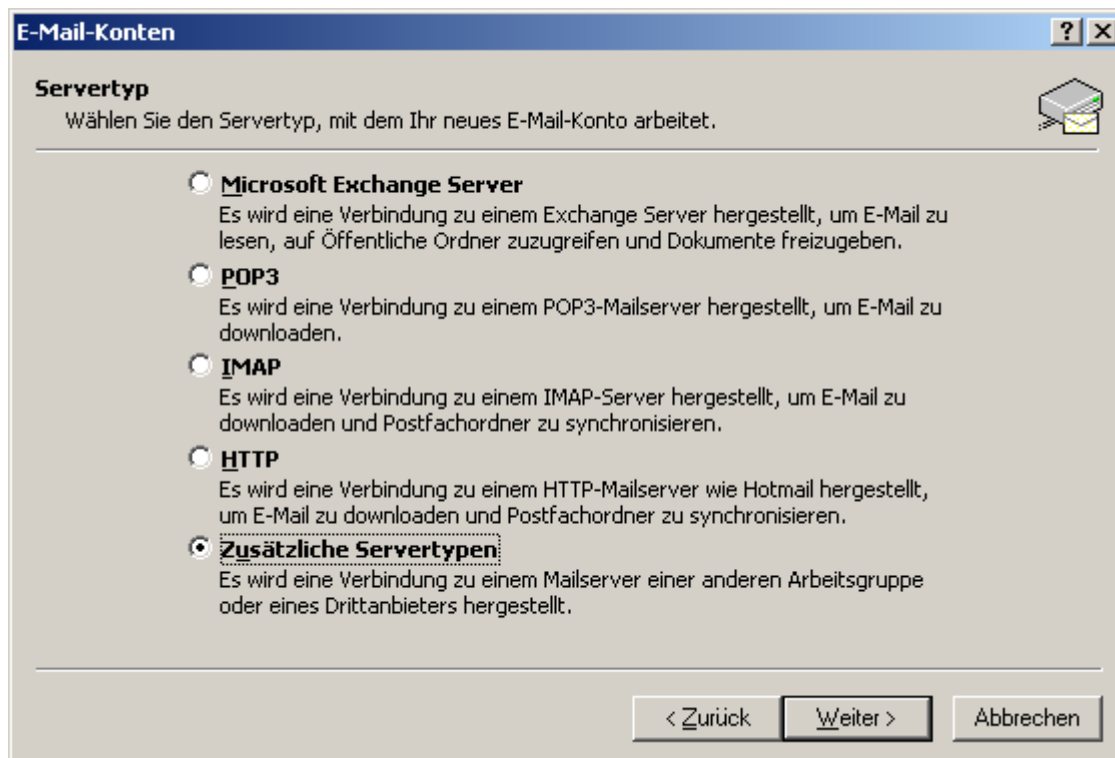 E-Mail-Konten
Servertyp
Wählen Sie den Servertyp, mit dem Ihr neues E-Mail-Konto arbeitet.
Microsoft Exchange Server
Es wird eine Verbindung zu einem Exchange Server hergestellt, um E-Mail zu
lesen, auf Öffentliche Ordner zuzugreifen und Dokumente freizugeben.
POP3
Es wird eine Verbindung zu einem POP3-Mailserver hergestellt, um E-Mail zu
downloaden.
IMAP
Es wird eine Verbindung zu einem IMAP-Server hergestellt, um E-Mail zu
downloaden und Postfachordner zu synchronisieren.
HTTP
Es wird eine Verbindung zu einem HTTP-Mailserver wie Hotmail hergestellt,
um E-Mail zu downloaden und Postfachordner zu synchronisieren.
Zusätzliche Servertypen
Es wird eine Verbindung zu einem Mailserver einer anderen Arbeitsgruppe
oder eines Drittanbieters hergestellt.
< Zurück Weiter > Abbrechen